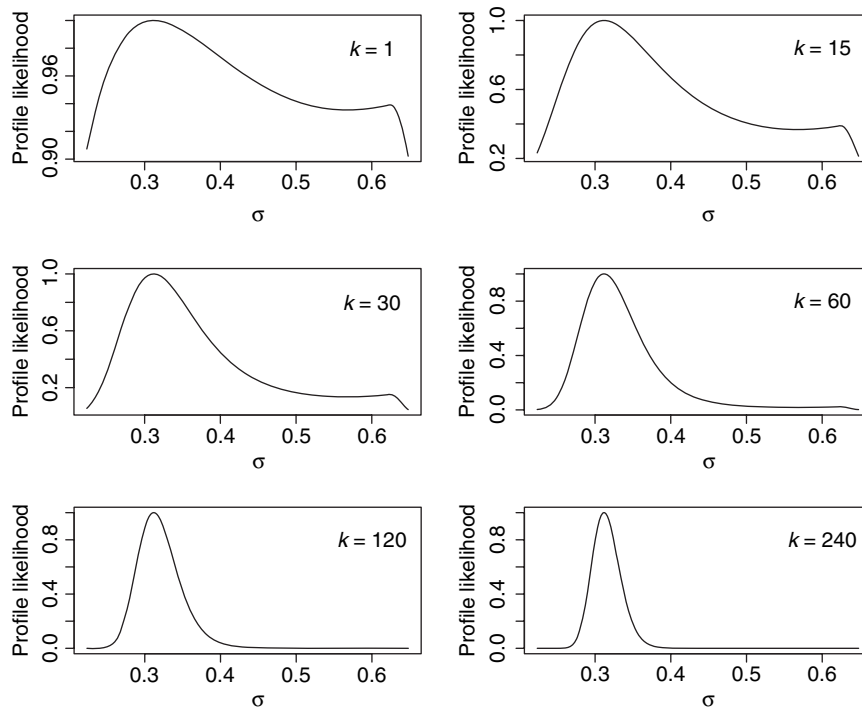 Profile likelihood
0.90 0.96
k = 1
0.3 0.4 0.5 0.6
σ
Profile likelihood
0.2 0.6 1.0
k = 15
0.3 0.4 0.5 0.6
σ
Profile likelihood
0.2 0.6 1.0
k = 30
0.3 0.4 0.5 0.6
σ
Profile likelihood
0.0 0.4 0.8
k = 60
0.3 0.4 0.5 0.6
σ
Profile likelihood
0.0 0.4 0.8
k = 120
0.3 0.4 0.5 0.6
σ
Profile likelihood
0.0 0.4 0.8
k = 240
0.3 0.4 0.5 0.6
σ